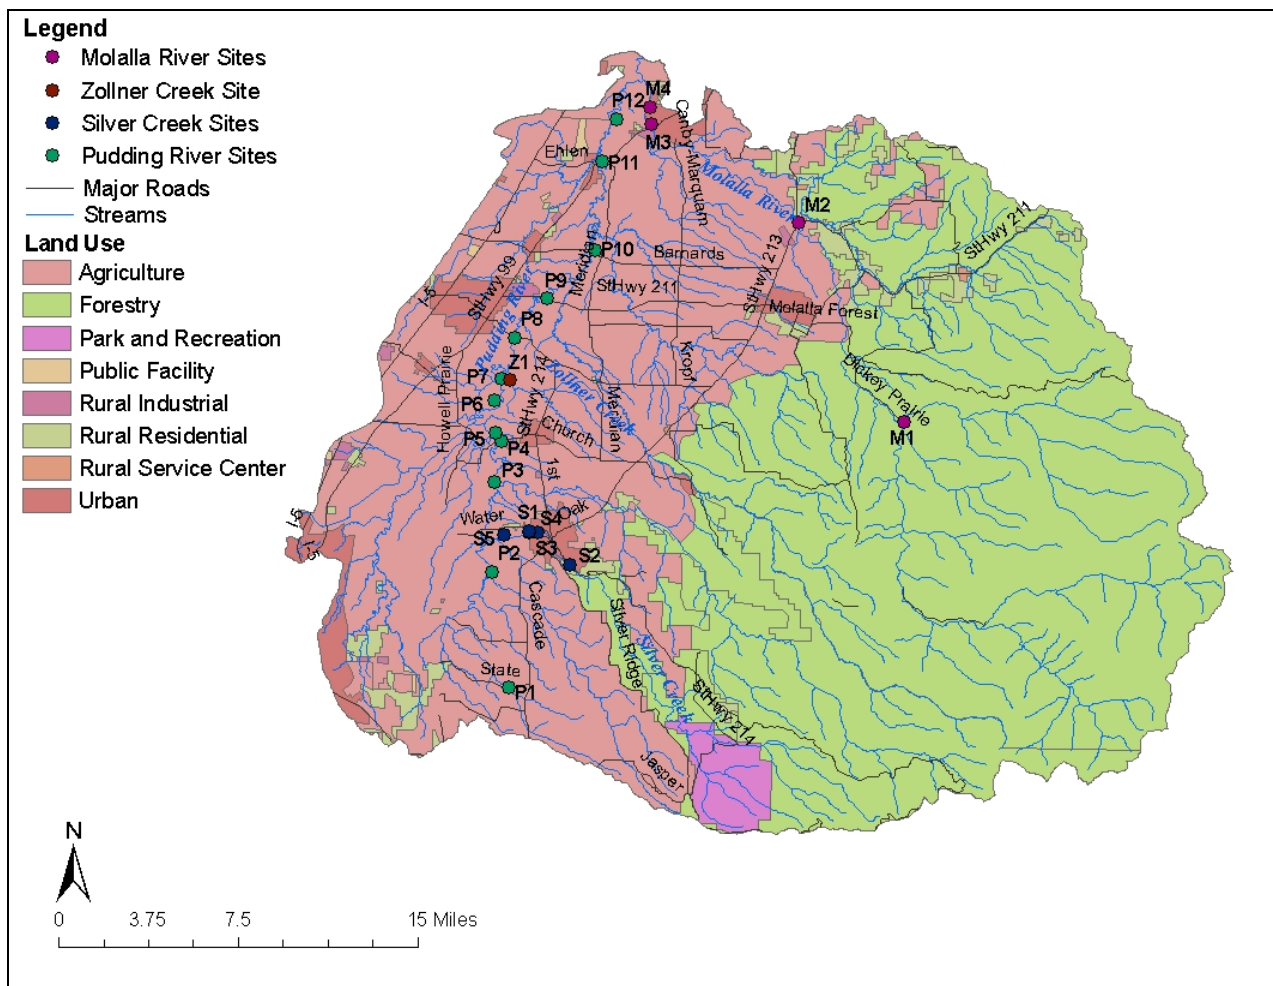 Legend
Molalla River Sites
Zollner Creek Site
Silver Creek Sites
Pudding River Sites
Major Roads
Streams
Land Use
Agriculture
Forestry
Park and Recreation
Public Facility
Rural Industrial
Rural Residential
Rural Service Center
Urban
M4
P12
M3
Canby-Marquam
Ehlen
P11
Molalla River
M2
StHwy 211
P10
Barnards
Meridian
StHwy 213
StHwy 99
StHwy 211
I-5
P9
Molalla Forest
Pudding River
P8
Kropf
Howell Prairie
Z1
P7
StHwy 214
Zollner Creek
Meridian
Dickey Prairie
P6
M1
P5
P4
Church
P3
1st
Water
S1
S4
Oak
I-5
I-5
S5
P2
S3
S2
Cascade
Silver Ridge
Silver Creek
State
P1
StHwy 214
Jasper
N
0 3.75 7.5 15 Miles